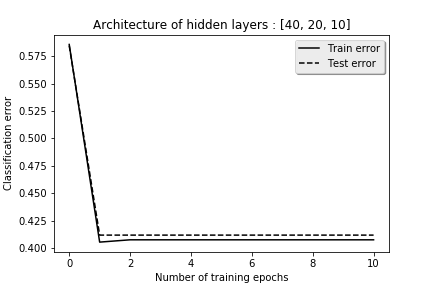 Architecture of hidden layers : [40, 20, 10]
Train error
Test error
0.575
0.550
0.525
0.500
0.475
0.450
0.425
0.400
Classification error
0 2 4 6 8 10
Number of training epochs